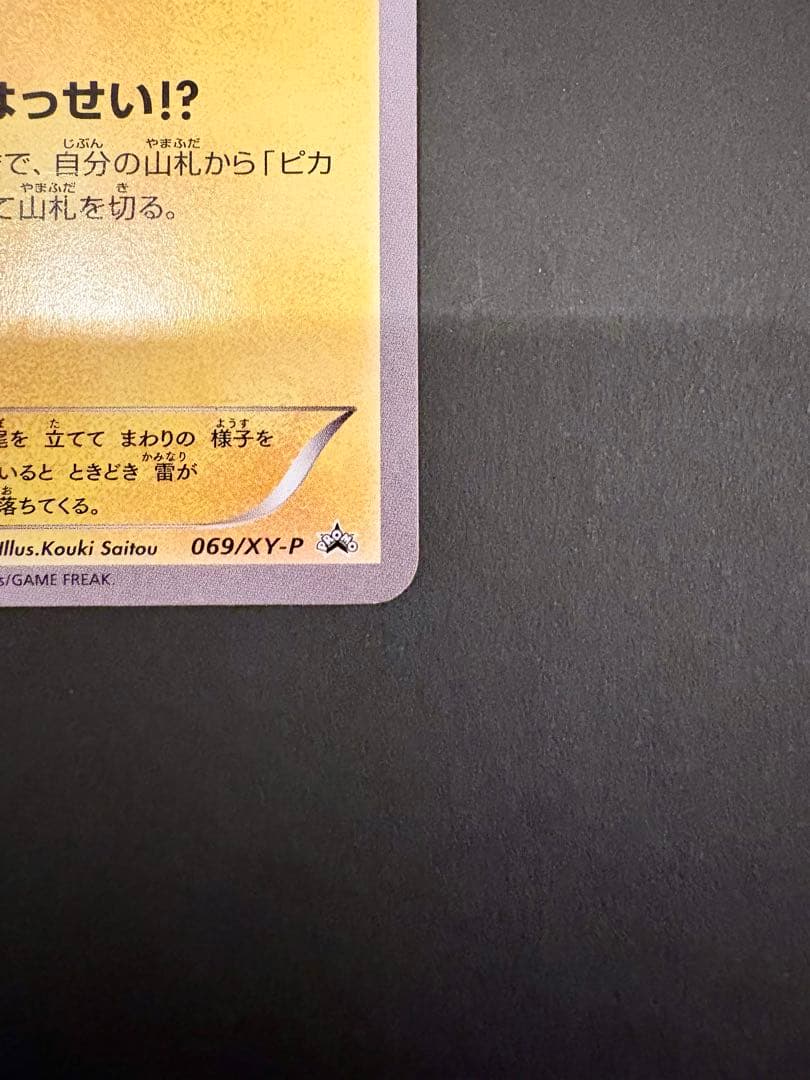 はっせい!?
で、自分の山札から「ピカ
て山札を切る。
尾を 立てて まわりの 様子を
いると ときどき 雷が
落ちてくる。
Illus.Kouki Saitou 069/XY-P PROMO
s/GAME FREAK.